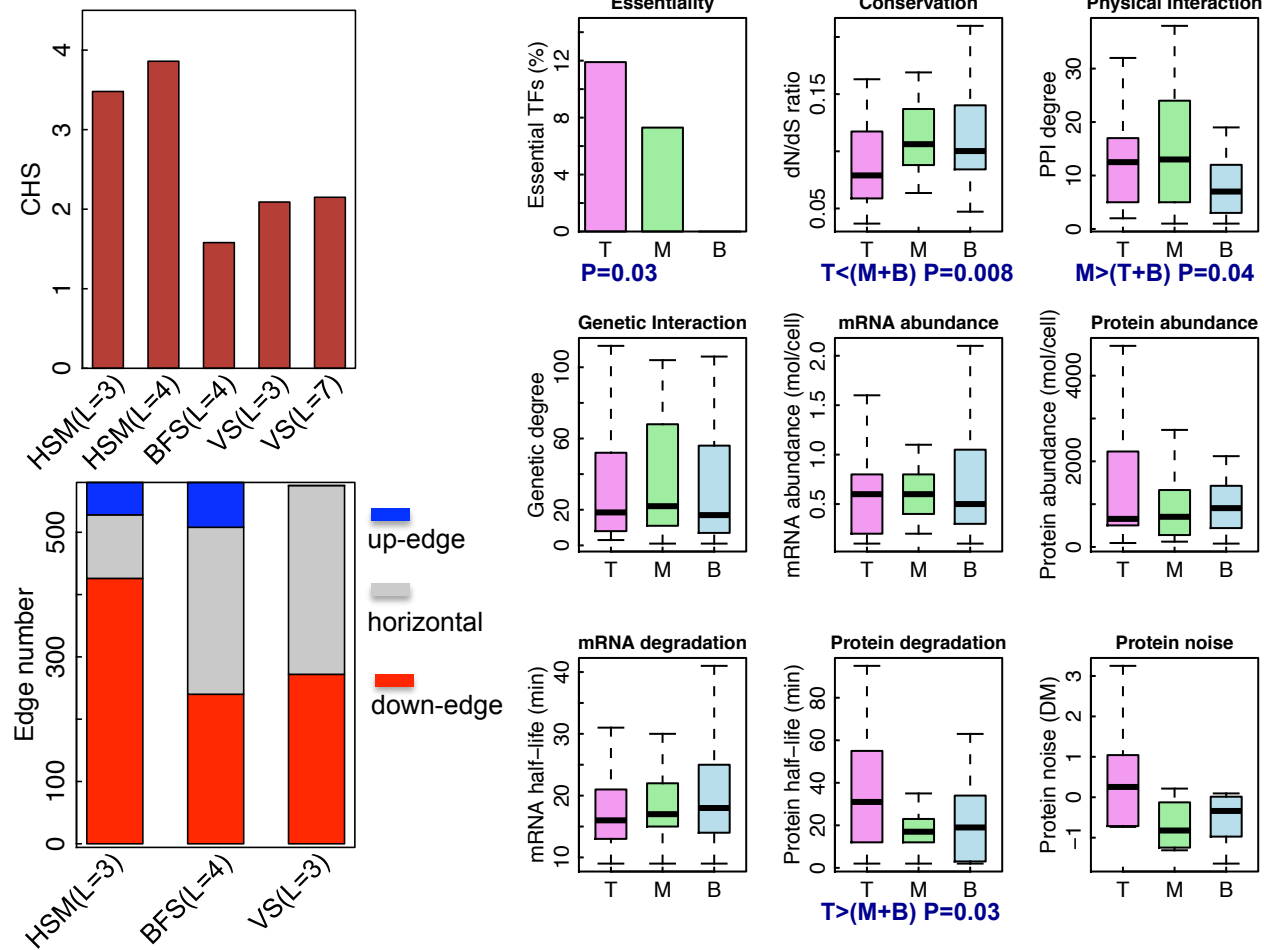 CHS
0 1 2 3 4
HSM(L=3) HSM(L=4) BFS(L=4) VS(L=3) VS(L=7)
Edge number
0 100 300 500
HSM(L=3) BFS(L=4) VS(L=3)
up-edge
horizontal
down-edge
Essentiality
Essential TFs (%)
0 4 8 12
T M B
P=0.03
Conservation
dN/dS ratio
0.05 0.15
T M B
T<(M+B) P=0.008
Physical Interaction
PPI degree
0 10 20 30
T M B
M>(T+B) P=0.04
Genetic Interaction
Genetic degree
0 20 60 100
T M B
mRNA abundance
mRNA abundance (mol/cell)
0.5 1.0 1.5 2.0
T M B
Protein abundance
Protein abundance (mol/cell)
0 2000 4000
T M B
mRNA degradation
mRNA half−life (min)
10 20 30 40
T M B
Protein degradation
Protein half−life (min)
0 20 40 60 80
T M B
T>(M+B) P=0.03
Protein noise
Protein noise (DM)
−1 0 1 2 3
T M B